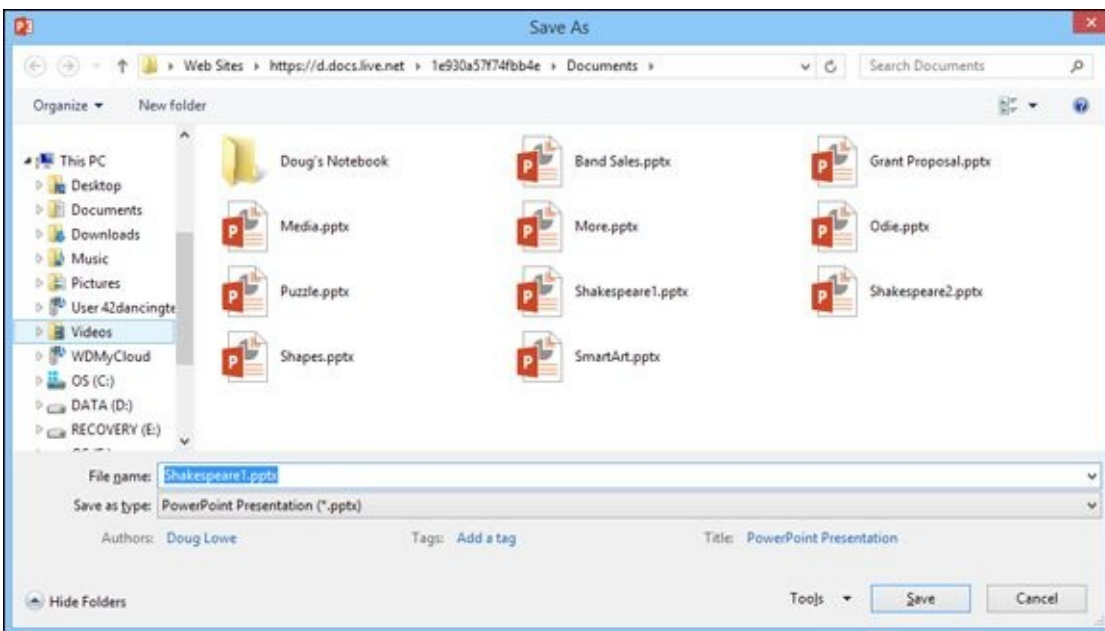 Save As
Web Sites https://d.docs.live.net 1e930a57f74fbb4e Documents Search Documents
Organize New folder
This PC
Desktop
Documents
Downloads
Music
Pictures
User 42dancingte
Videos
WDMyCloud
OS (C:)
DATA (D:)
RECOVERY (E:)
Doug's Notebook Band Sales.pptx Grant Proposal.pptx
Media.pptx More.pptx Odie.pptx
Puzzle.pptx Shakespeare1.pptx Shakespeare2.pptx
Shapes.pptx SmartArt.pptx
File name: Shakespeare1.pptx
Save as type: PowerPoint Presentation (*.pptx)
Authors: Doug Lowe Tags: Add a tag Title: PowerPoint Presentation
Hide Folders Tools Save Cancel